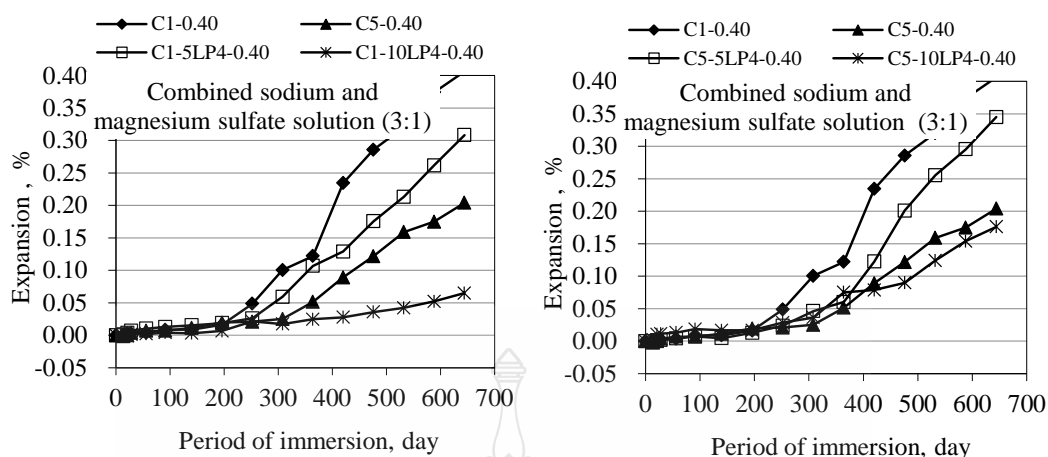 C1-0.40 C5-0.40
C1-5LP4-0.40 C1-10LP4-0.40
0.40
0.35
0.30
0.25
0.20
0.15
0.10
0.05
0.00
-0.05
Expansion , %
Combined sodium and
magnesium sulfate solution (3:1)
0 100 200 300 400 500 600 700
Period of immersion, day
C1-0.40 C5-0.40
C5-5LP4-0.40 C5-10LP4-0.40
0.40
0.35
0.30
0.25
0.20
0.15
0.10
0.05
0.00
-0.05
Expansion , %
Combined sodium and
magnesium sulfate solution (3:1)
0 100 200 300 400 500 600 700
Period of immersion, day